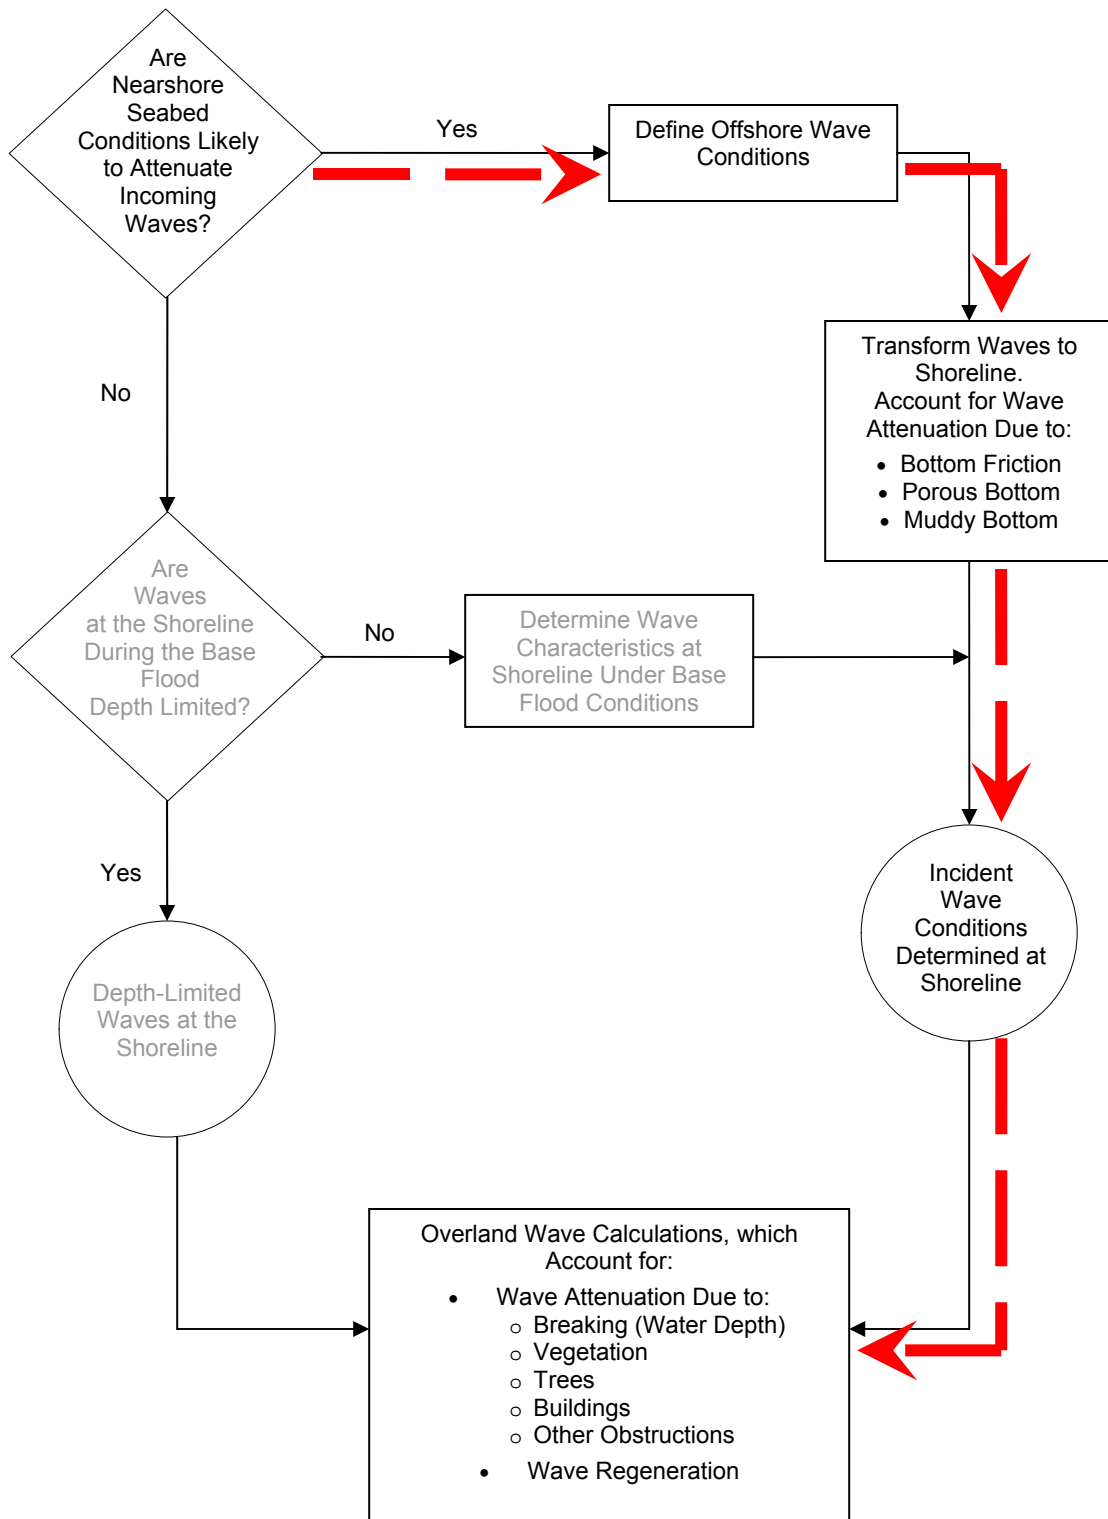 Are
Nearshore
Seabed
Conditions Likely
to Attenuate
Incoming
Waves?
Yes
Define Offshore Wave
Conditions
Transform Waves to
Shoreline.
Account for Wave
Attenuation Due to:
• Bottom Friction
• Porous Bottom
• Muddy Bottom
No
Are
Waves
at the Shoreline
During the Base
Flood
Depth Limited?
No
Determine Wave
Characteristics at
Shoreline Under Base
Flood Conditions
Yes
Depth-Limited
Waves at the
Shoreline
Incident
Wave
Conditions
Determined at
Shoreline
Overland Wave Calculations, which
Account for:
• Wave Attenuation Due to:
o Breaking (Water Depth)
o Vegetation
o Trees
o Buildings
o Other Obstructions
• Wave Regeneration